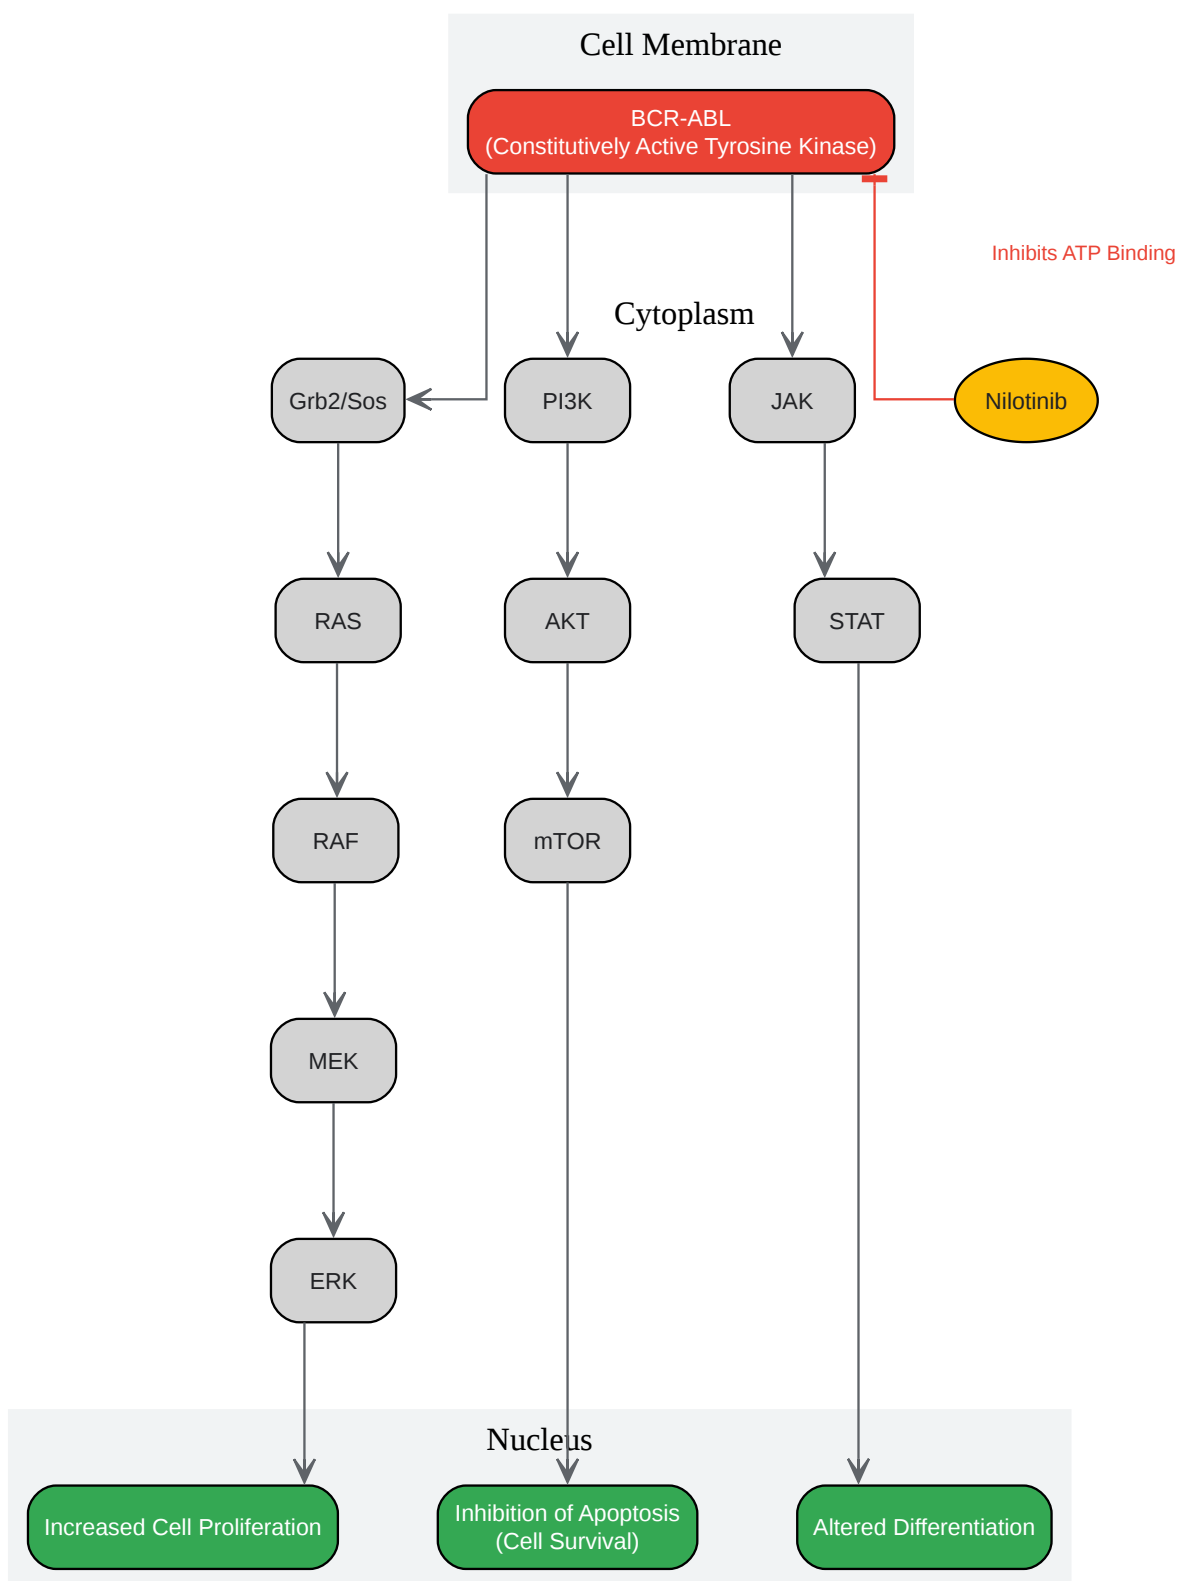 Cell Membrane
BCR-ABL
(Constitutively Active Tyrosine Kinase)
Inhibits ATP Binding
Cytoplasm
Grb2/Sos
PI3K
JAK
Nilotinib
RAS
AKT
STAT
RAF
mTOR
MEK
ERK
Nucleus
Increased Cell Proliferation
Inhibition of Apoptosis
(Cell Survival)
Altered Differentiation